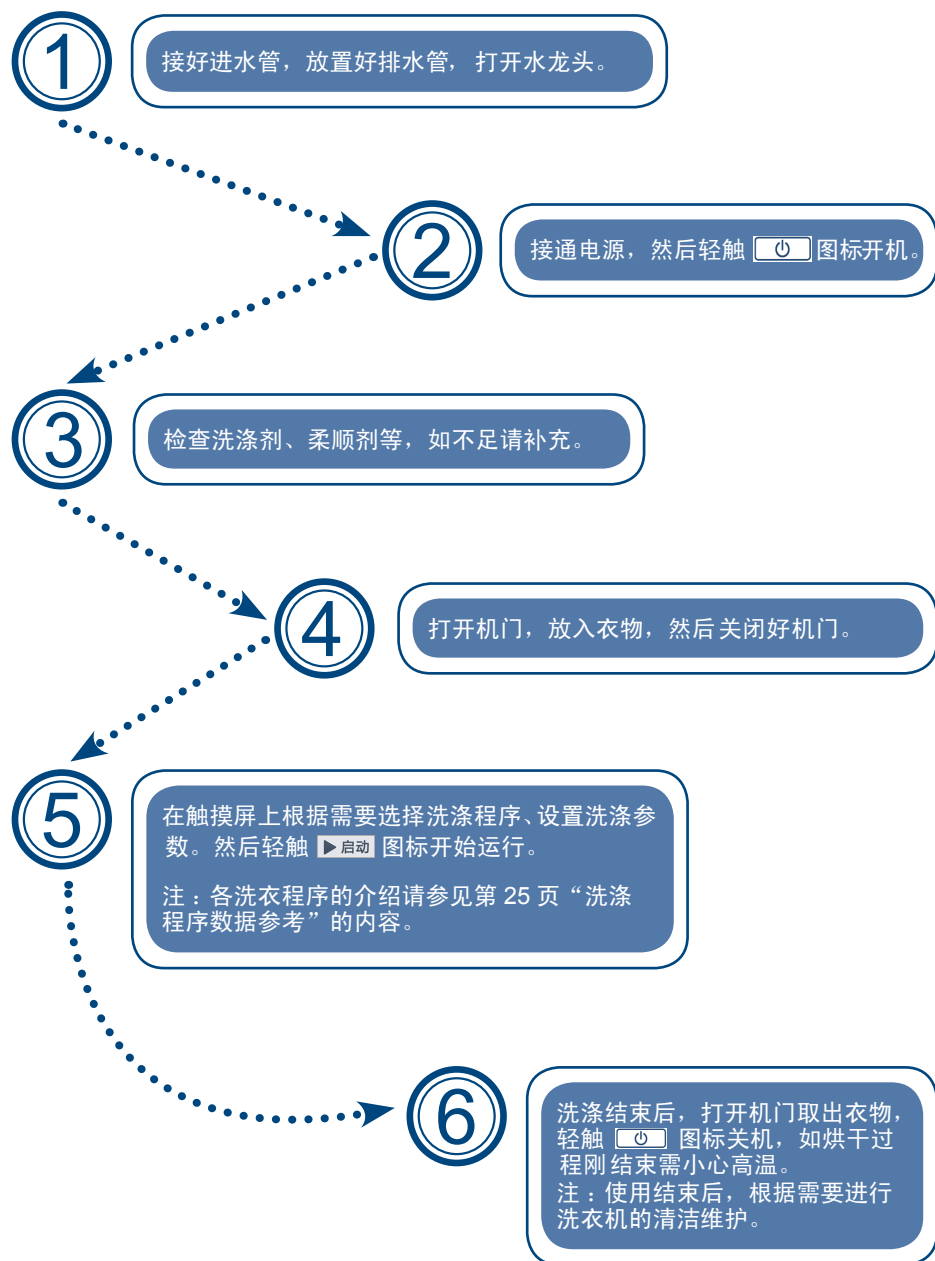 1
接好进水管，放置好排水管，打开水龙头。
2
接通电源，然后轻触 图标开机。
3
检查洗涤剂、柔顺剂等，如不足请补充。
4
打开机门，放入衣物，然后关闭好机门。
5
在触摸屏上根据需要选择洗涤程序、设置洗涤参
数。然后轻触 ▶启动 图标开始运行。
注：各洗衣程序的介绍请参见第 25 页“洗涤
程序数据参考”的内容。
6
洗涤结束后，打开机门取出衣物，
轻触 图标关机，如烘干过
程刚结束需小心高温。
注：使用结束后，根据需要进行
洗衣机的清洁维护。